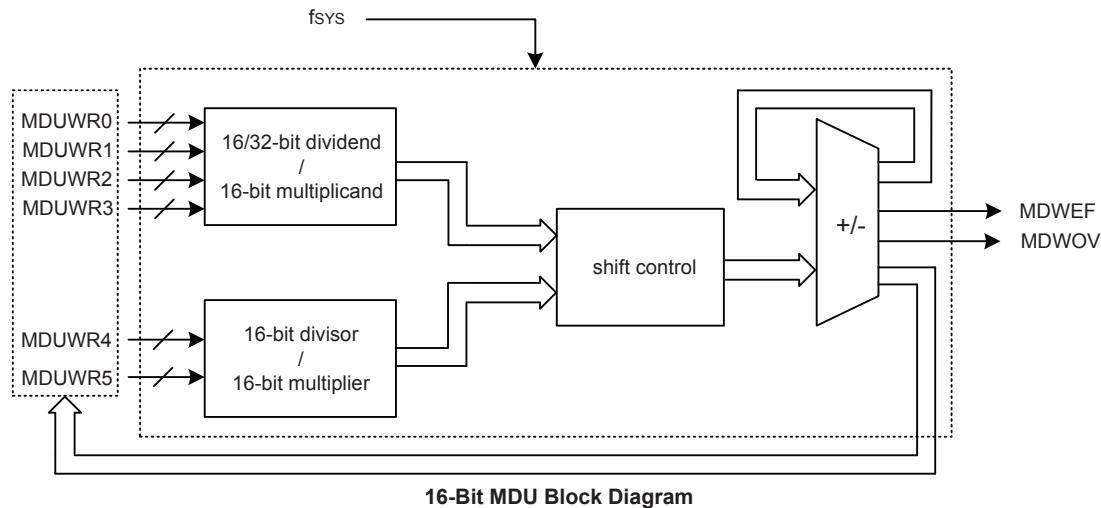 fSYS
MDUWR0
MDUWR1
MDUWR2
MDUWR3
16/32-bit dividend
/
16-bit multiplicand
MDUWR4
MDUWR5
16-bit divisor
/
16-bit multiplier
shift control
+/-
MDWEF
MDWOV
16-Bit MDU Block Diagram